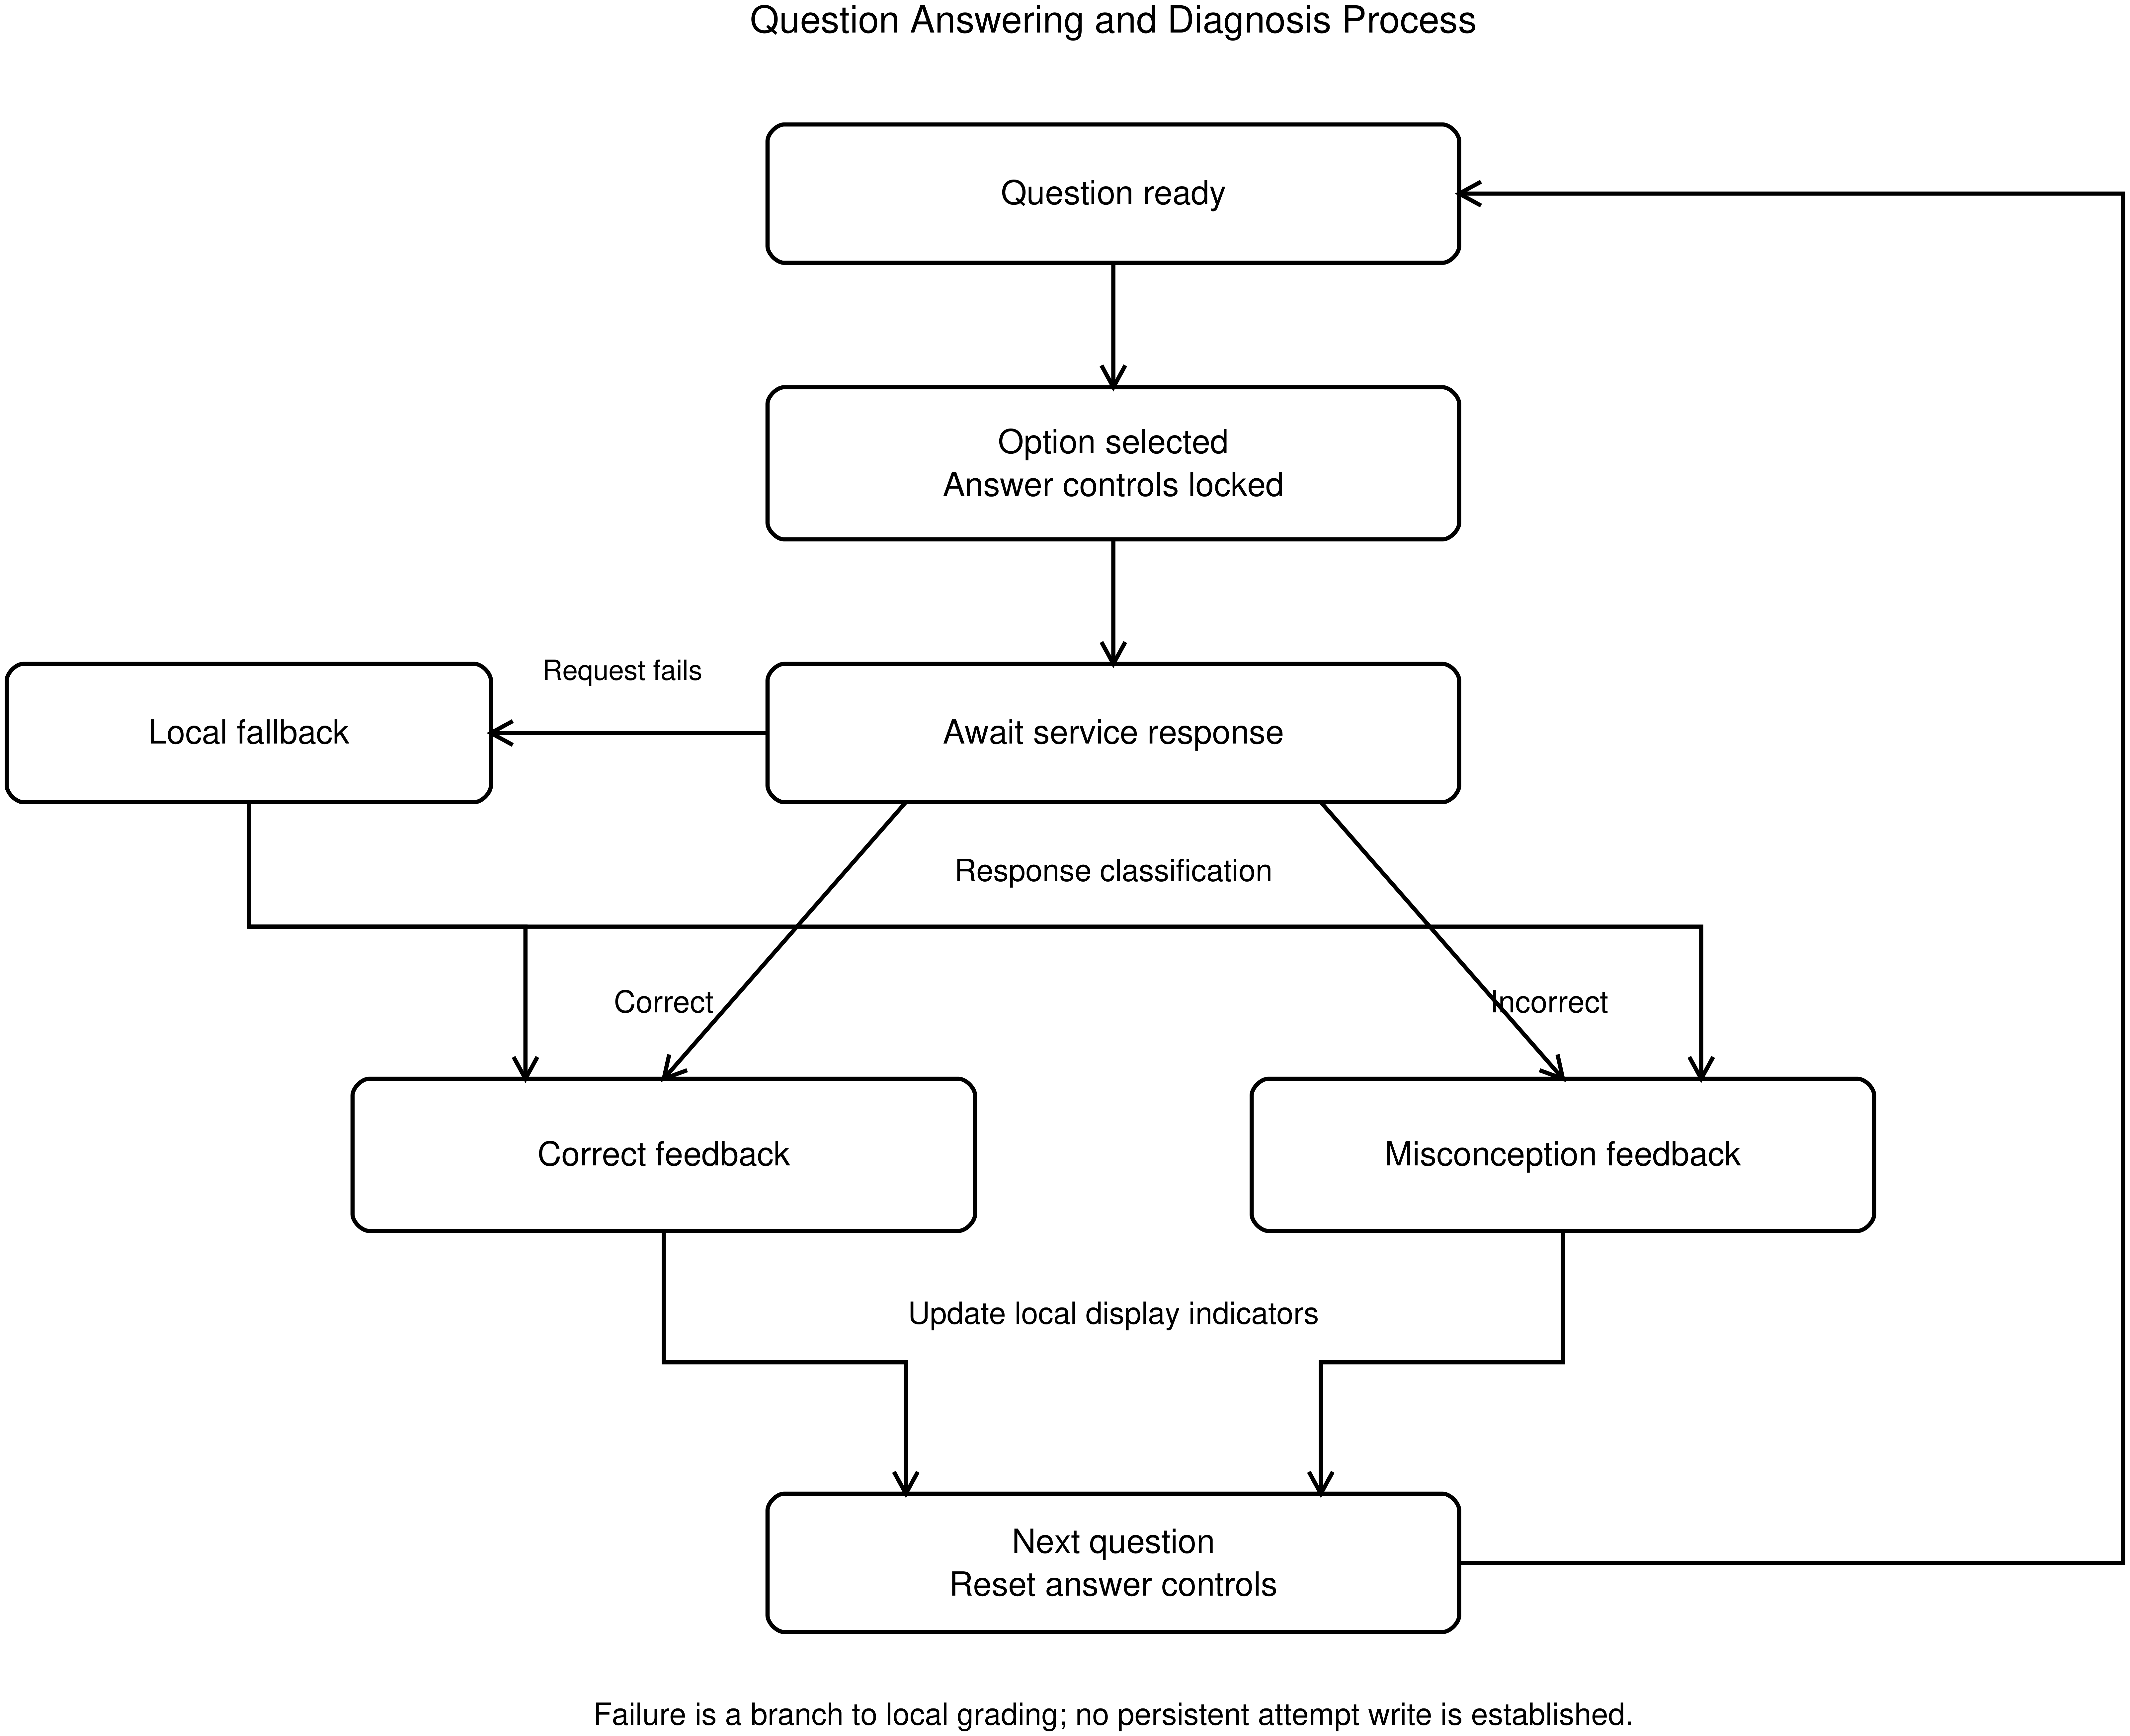 Question Answering and Diagnosis Process
Question ready
Option selected
Answer controls locked
Request fails
Local fallback
Await service response
Response classification
Correct
Incorrect
Correct feedback
Misconception feedback
Update local display indicators
Next question
Reset answer controls
Failure is a branch to local grading; no persistent attempt write is established.